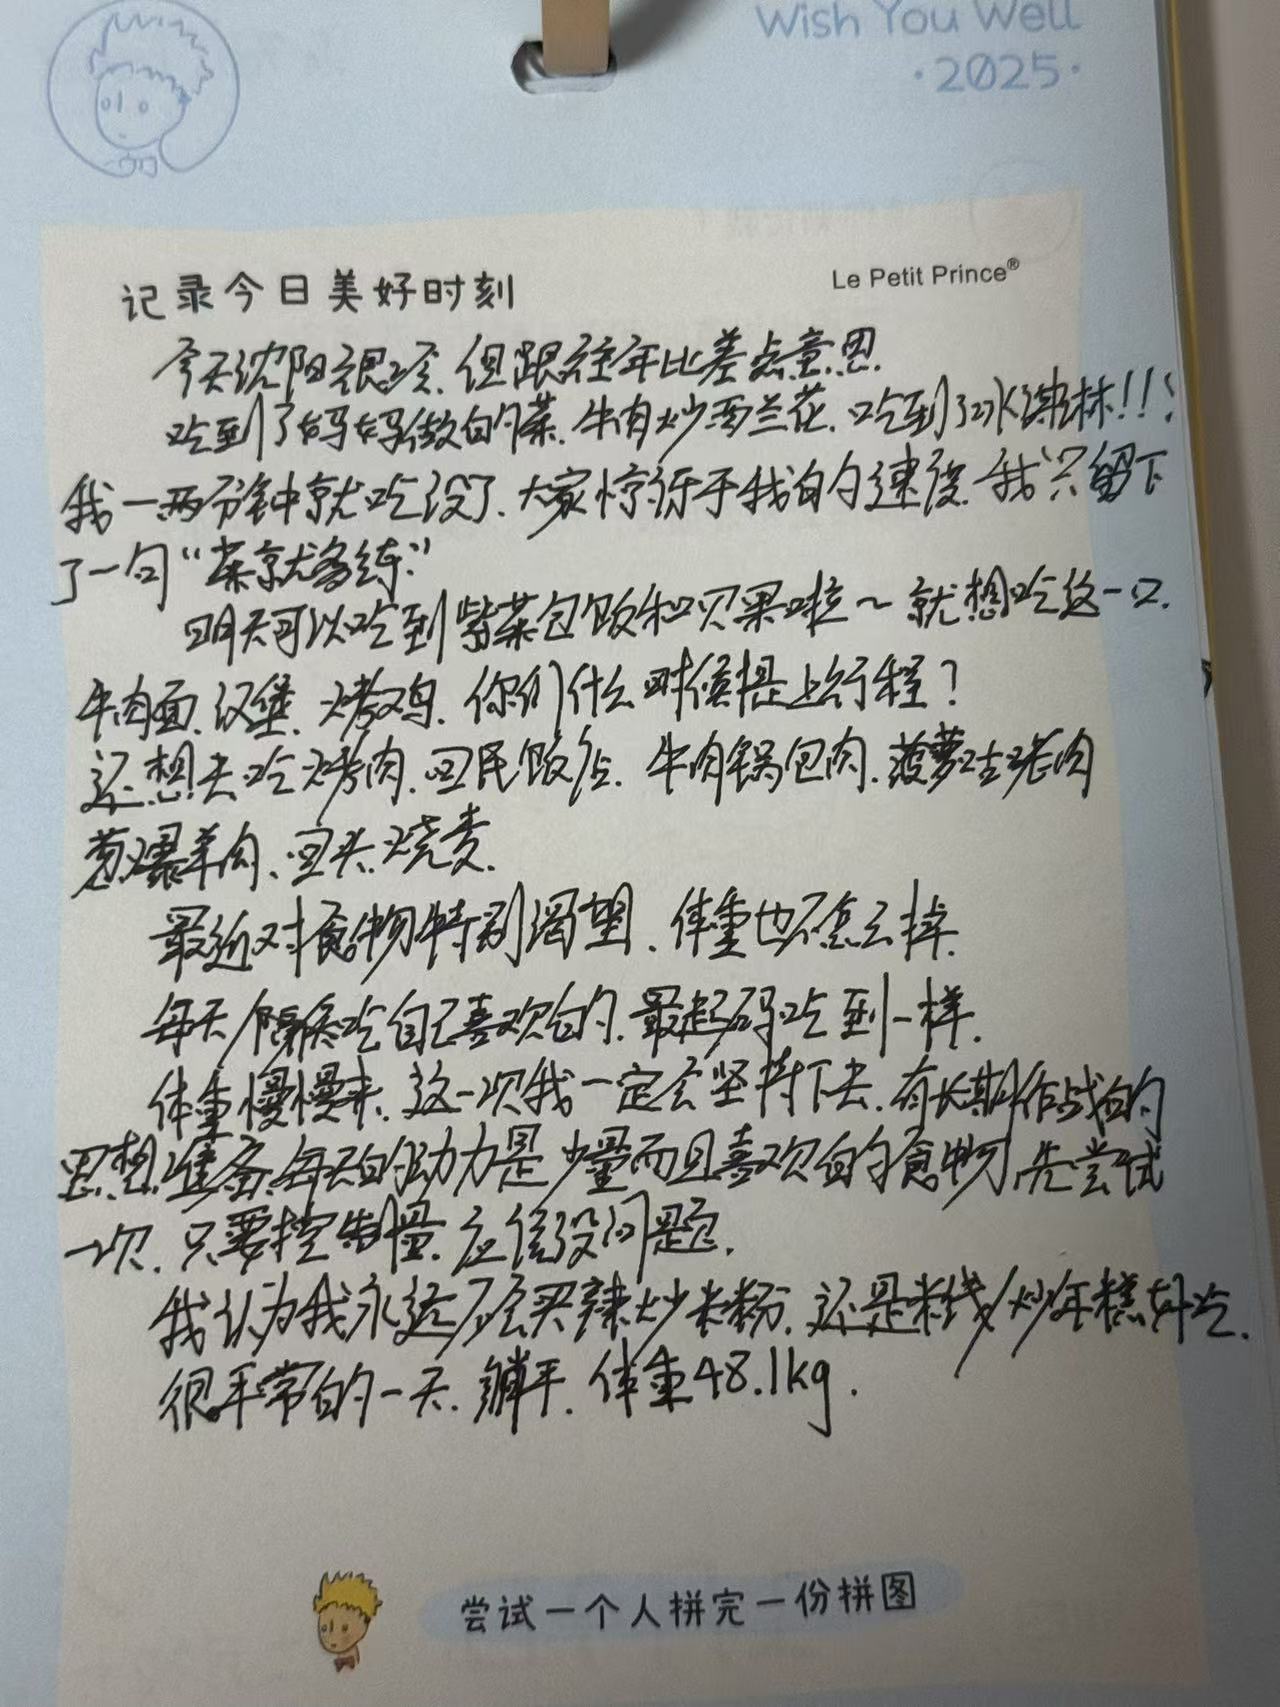 Wish You Well
·2025·
记录今日美好时刻
Le Petit Prince®
今天沈阳很冷.但跟往年比差点意思.
吃到了妈妈做的菜.牛肉炒西兰花.吃到了冰淇淋!!!
我一两分钟就吃没了.大家惊讶于我的速度.我只留下
了一句“菜就多练.”
明天可以吃到紫菜包饭和贝果啦~就想吃这一口.
牛肉面.汉堡.烤鸡.你们什么时候提上行程?
还想去吃烤肉.回民饭店.牛肉锅包肉.菠萝咕咾肉
葱爆羊肉、回头.烧麦.
最近对食物特别渴望、体重也不怎么掉.
每天/隔天吃自己喜欢的.最起码吃到一样.
体重慢慢来.这一次我一定会坚持下去.有长期作战的
思想准备.每天的动力是少量而且喜欢的食物.先尝试
一次.只要控制量.应该没问题.
我认为我永远不会买辣炒米粉.还是米线/炒年糕好吃.
很平常的一天.躺平.体重48.1kg.
尝试一个人拼完一份拼图